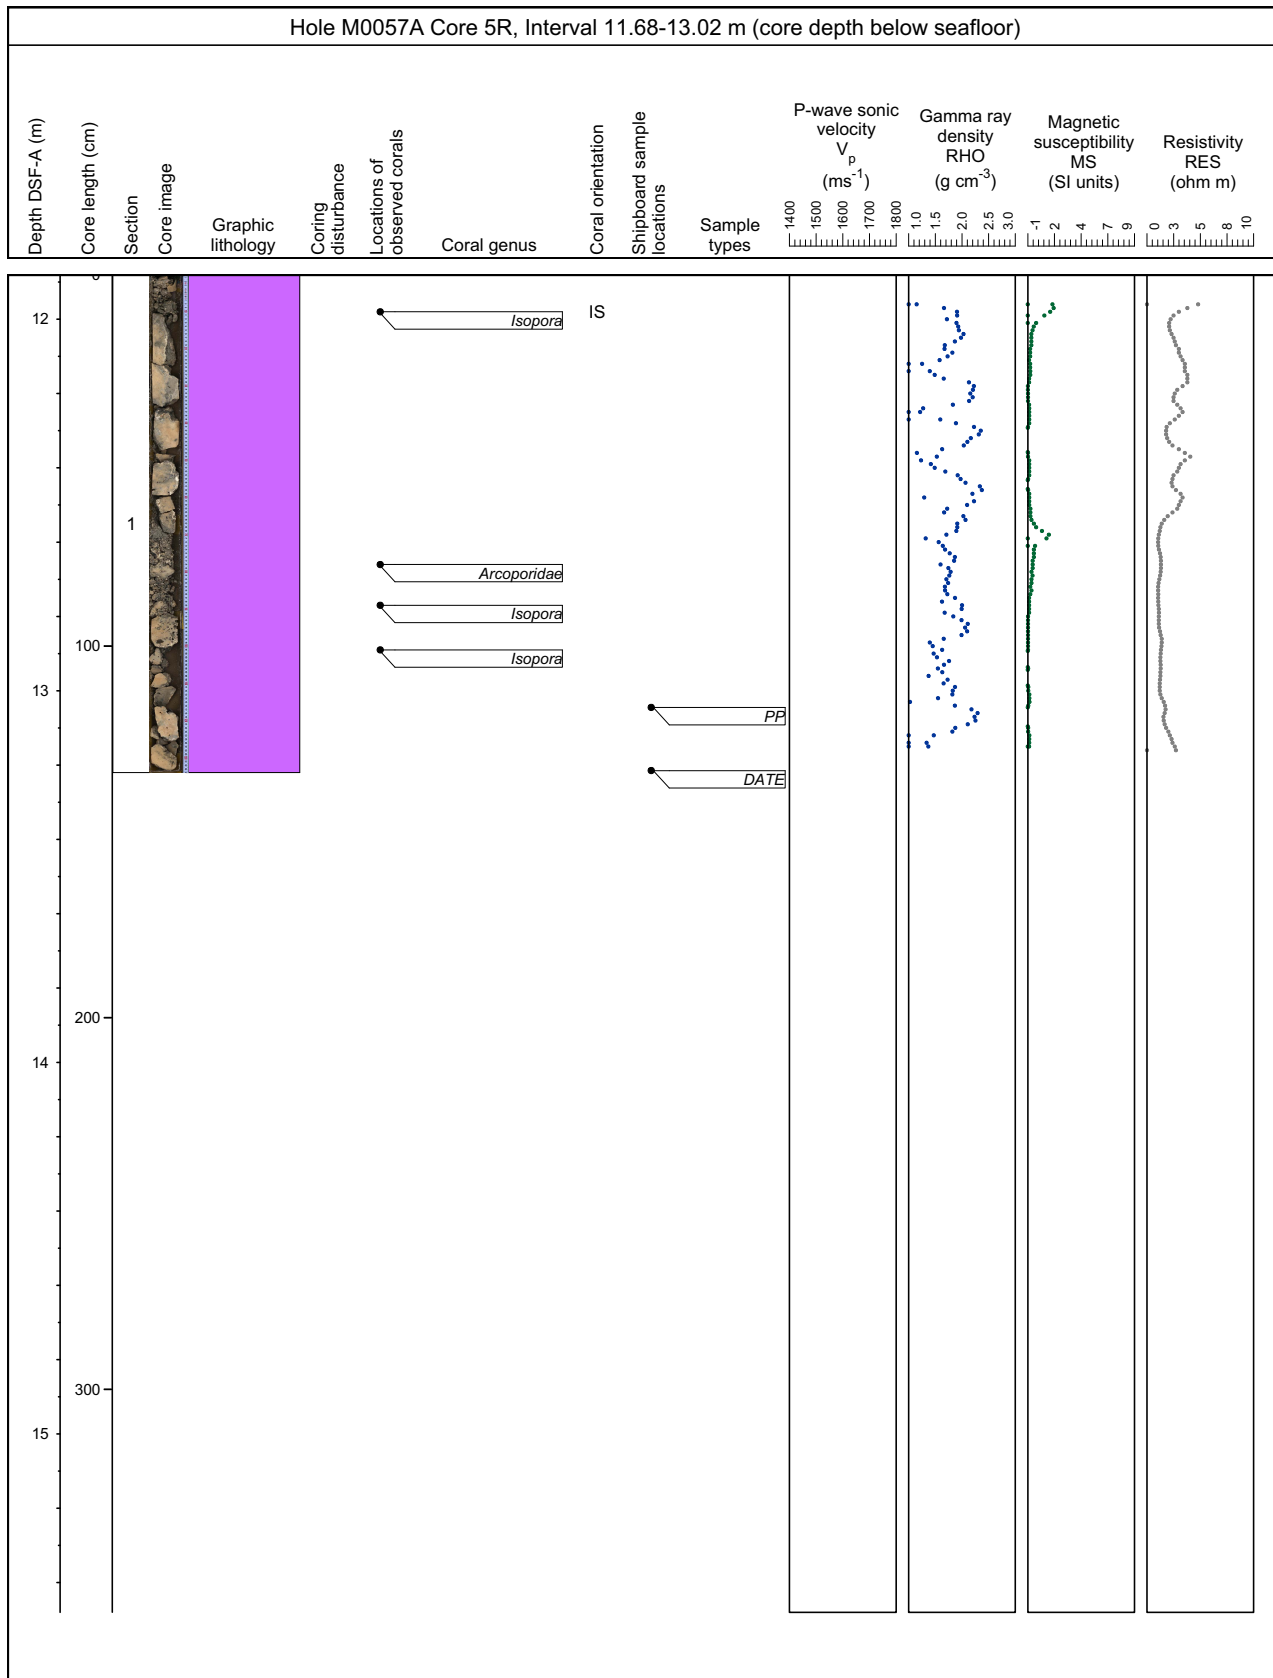 Hole M0057A Core 5R, Interval 11.68-13.02 m (core depth below seafloor)
Depth DSF-A (m)
Core length (cm)
Section
Core image
Graphic
lithology
Coring
disturbance
Locations of
observed corals
Coral genus
Coral orientation
Shipboard sample
locations
Sample
types
P-wave sonic
velocity
Vp
(ms-1)
1400 1500 1600 1700 1800
Gamma ray
density
RHO
(g cm-3)
1.0 1.5 2.0 2.5 3.0
Magnetic
susceptibility
MS
(SI units)
-1 2 4 6 9
Resistivity
RES
(ohm m)
0 3 5 8 10
0
12 Isopora IS
1
Arcoporidae
Isopora
100 Isopora
13
PP
DATE
200
14
300
15